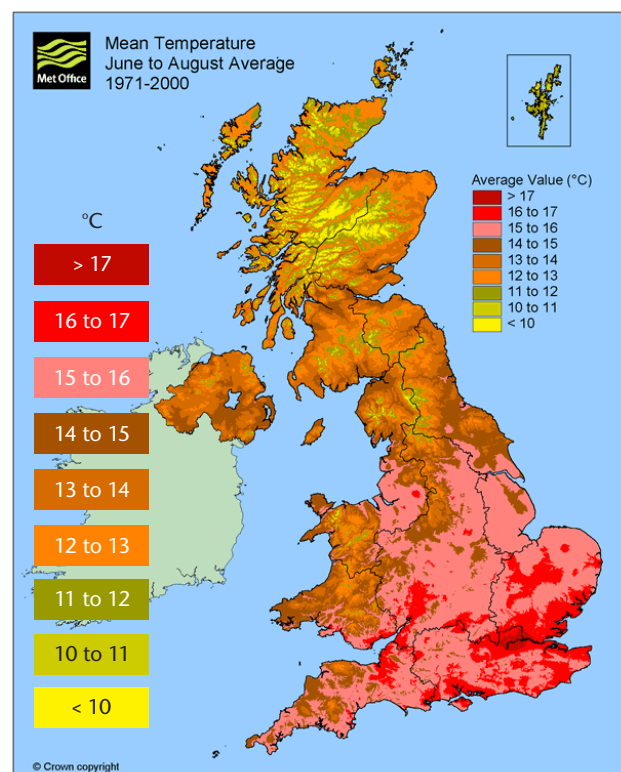 Met Office
Mean Temperature
June to August Average
1971-2000
Average Value (°C)
> 17
16 to 17
15 to 16
14 to 15
13 to 14
12 to 13
11 to 12
10 to 11
< 10
°C
> 17
16 to 17
15 to 16
14 to 15
13 to 14
12 to 13
11 to 12
10 to 11
< 10
© Crown copyright